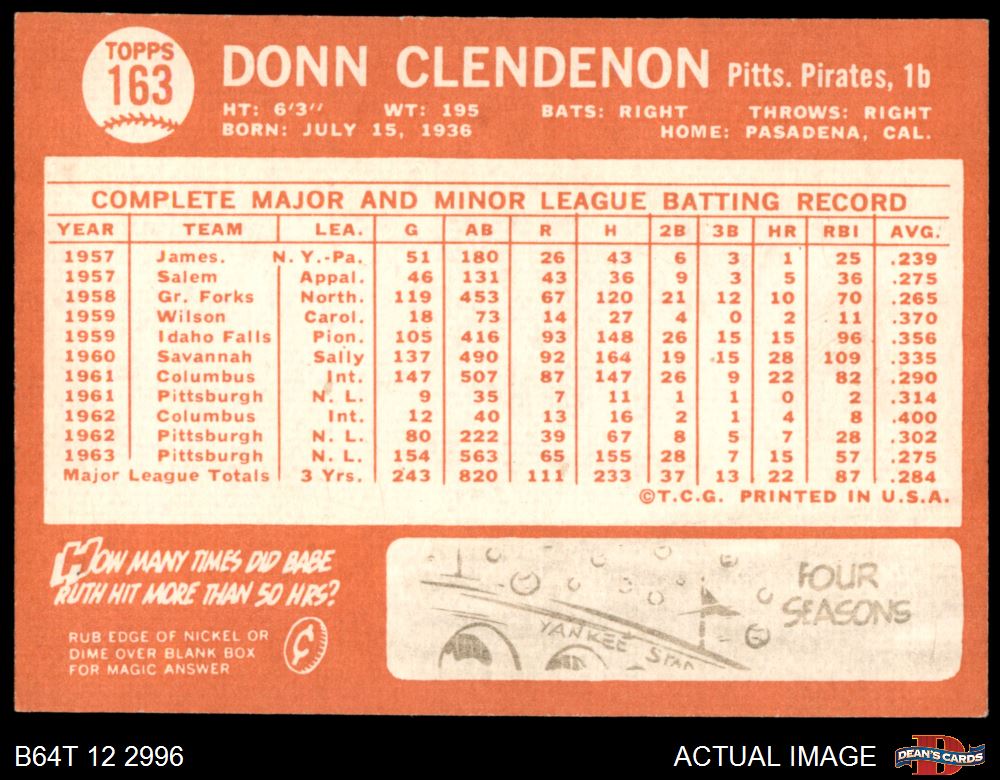 TOPPS
163
DONN CLENDENON Pitts. Pirates, 1b
HT: 6'3" WT: 195 BATS: RIGHT THROWS: RIGHT
BORN: JULY 15, 1936 HOME: PASADENA, CAL.
COMPLETE MAJOR AND MINOR LEAGUE BATTING RECORD
YEAR TEAM LEA. G AB R H 2B 3B HR RBI AVG.
1957 James. N.Y.-Pa. 51 180 26 43 6 3 1 25 .239
1957 Salem Appal. 46 131 43 36 9 3 5 36 .275
1958 Gr. Forks North. 119 453 67 120 21 12 10 70 .265
1959 Wilson Carol. 18 73 14 27 4 0 2 11 .370
1959 Idaho Falls Pion. 105 416 93 148 26 15 15 96 .356
1960 Savannah Sally 137 490 92 164 19 15 28 109 .335
1961 Columbus Int. 147 507 87 147 26 9 22 82 .290
1961 Pittsburgh N. L. 9 35 7 11 1 1 0 2 .314
1962 Columbus Int. 12 40 13 16 2 1 4 8 .400
1962 Pittsburgh N. L. 80 222 39 67 8 5 7 28 .302
1963 Pittsburgh N. L. 154 563 65 155 28 7 15 57 .275
Major League Totals 3 Yrs. 243 820 111 233 37 13 22 87 .284
©T.C.G. PRINTED IN U.S.A.
HOW MANY TIMES DID BABE
RUTH HIT MORE THAN 50 HRS?
RUB EDGE OF NICKEL OR
DIME OVER BLANK BOX
FOR MAGIC ANSWER
¢
FOUR
SEASONS
YANKEE STAD
B64T 12 2996
ACTUAL IMAGE
DEAN'S CARDS